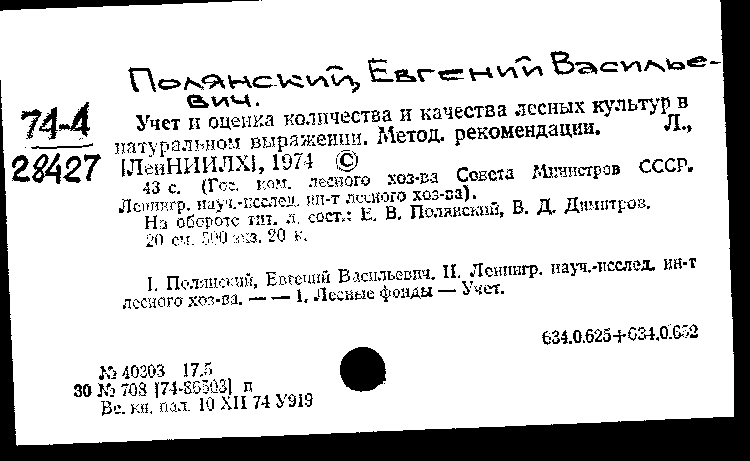 Полянский, Евгений Василье-
вич.
74-4
28427
Учет и оценка количества и качества лесных культур в
натуральном выражении. Метод. рекомендации. Л.,
[ЛенНИИЛХ], 1974 ©
43 с. (Гос. ком. лесного хоз-ва Совета Министров СССР.
Ленингр. науч.-исслед. ин-т лесного хоз-ва).
На обороте тит. л. сост.: Е. В. Полянский, В. Д. Димитров.
20 см. 500 экз. 20 к.
I. Полянский, Евгений Васильевич. II. Ленингр. науч.-исслед. ин-т
лесного хоз-ва. — — 1. Лесные фонды — Учет.
634.0.625+634.0.652
№ 40303 17.5
30 № 708 [74-86503] п
Вс. кн. пал. 10 XII 74 У919